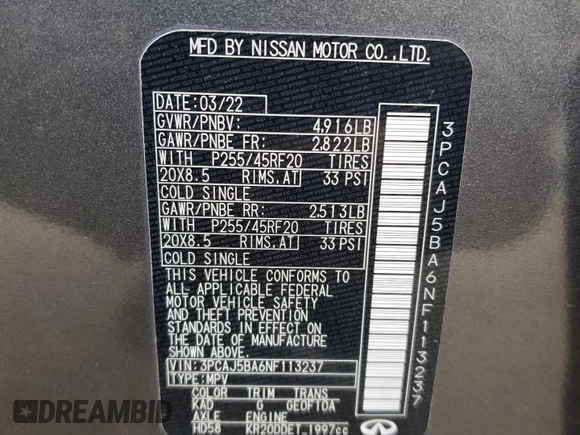 MFD BY NISSAN MOTOR CO.,LTD.
DATE: 03/22
GVWR/PNBV: 4,916LB
GAWR/PNBE FR: 2,822LB
WITH P255/45RF20 TIRES
20X8.5 RIMS,AT 33 PSI
COLD SINGLE
GAWR/PNBE RR: 2,513LB
WITH P255/45RF20 TIRES
20X8.5 RIMS,AT 33 PSI
COLD SINGLE
THIS VEHICLE CONFORMS TO
ALL APPLICABLE FEDERAL
MOTOR VEHICLE SAFETY
AND THEFT PREVENTION
STANDARDS IN EFFECT ON
THE DATE OF MANUFACTURE
SHOWN ABOVE.
VIN: 3PCAJ5BA6NF113237
TYPE: MPV
COLOR TRIM TRANS
KAD G GE0F10A
AXLE ENGINE
HD58 KR20DDET 1997cc
3PCAJ5BA6NF113237
EBIDFAX.COM